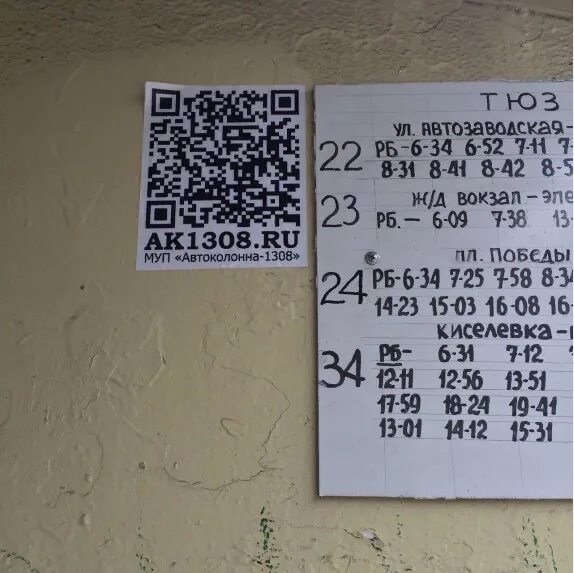 AK1308.RU
МУП «Автоколонна-1308»
ТЮЗ
УЛ. АВТОЗАВОДСКАЯ-
22 РБ-6-34 6-52 7-11
8-31 8-41 8-42
Ж/Д ВОКЗАЛ-
23 РБ.- 6-09 7-38
ПЛ. ПОБЕДЫ
24 РБ-6-34 7-25 7-58
14-23 15-03 16-08
КИСЕЛЕВКА-
34 РБ- 6-31 7-12
12-11 12-56 13-51
17-59 18-24 19-41
13-01 14-12 15-31